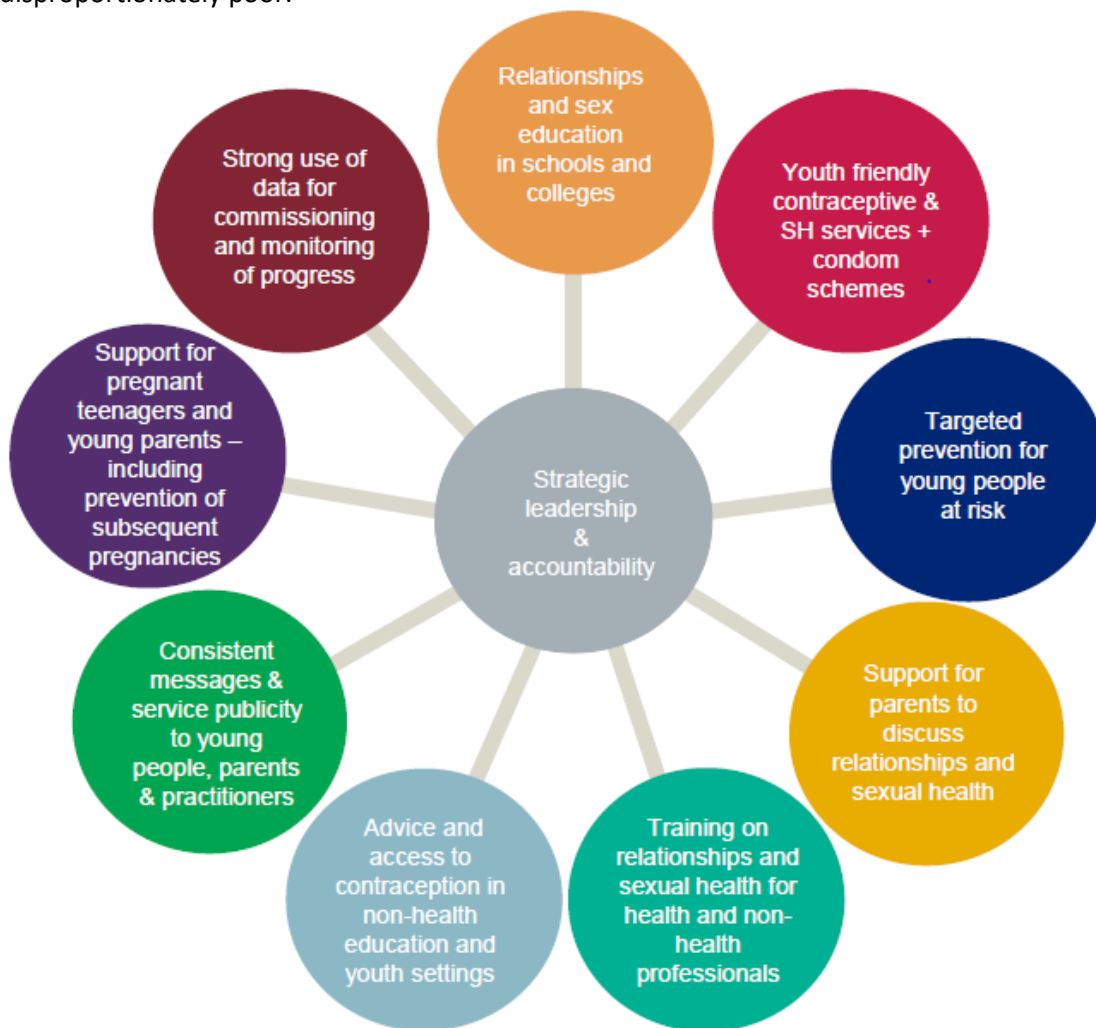 disproportionately poor.
Relationships
and sex
education
in schools and
colleges
Youth friendly
contraceptive &
SH services +
condom
schemes
Targeted
prevention for
young people
at risk
Support for
parents to
discuss
relationships and
sexual health
Training on
relationships and
sexual health for
health and non-
health
professionals
Advice and
access to
contraception in
non-health
education and
youth settings
Consistent
messages &
service publicity
to young
people, parents
& practitioners
Support for
pregnant
teenagers and
young parents –
including
prevention of
subsequent
pregnancies
Strong use of
data for
commissioning
and monitoring
of progress
Strategic
leadership
&
accountability